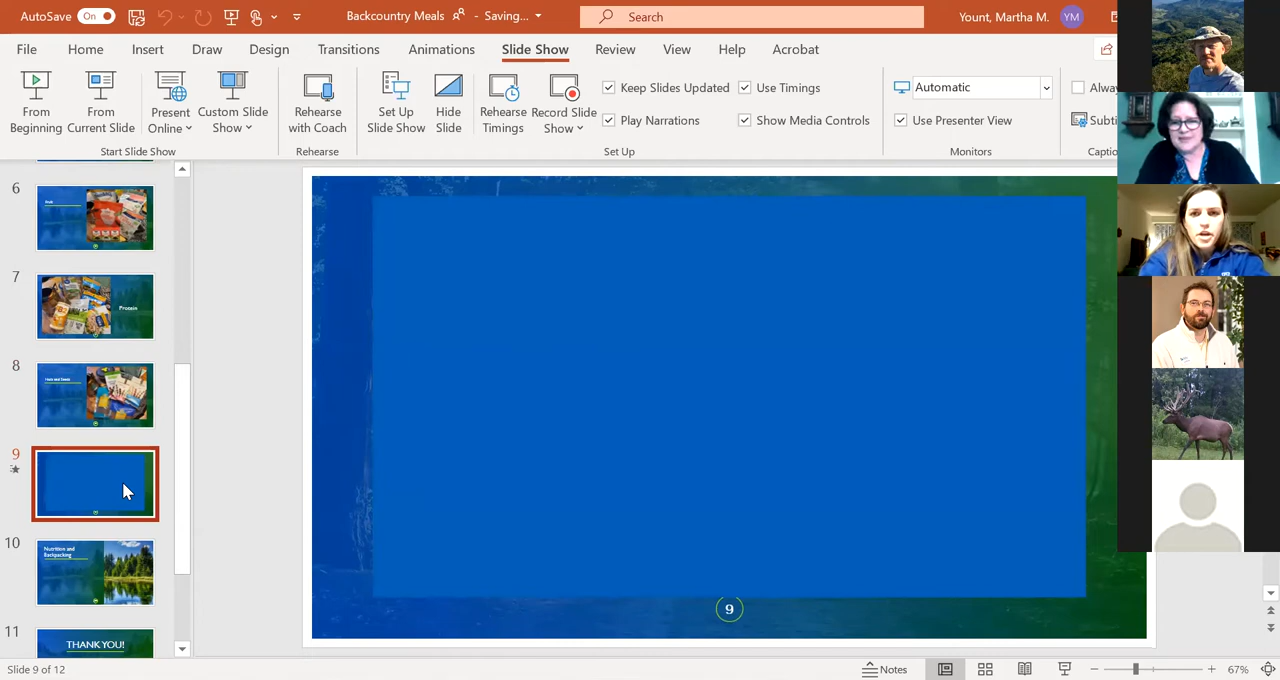 AutoSave On Backcountry Meals - Saving... Search Yount, Martha M. YM
File Home Insert Draw Design Transitions Animations Slide Show Review View Help Acrobat
From Beginning
From Current Slide
Present Online
Custom Slide Show
Rehearse with Coach
Set Up Slide Show
Hide Slide
Rehearse Timings
Record Slide Show
Keep Slides Updated
Play Narrations
Use Timings
Show Media Controls
Automatic
Use Presenter View
Alwa
Subti
Start Slide Show Rehearse Set Up Monitors Captio
6
7
Protein
8
9
10
Nutrition and
Backpacking
11
THANK YOU!
9
Slide 9 of 12 Notes 67%